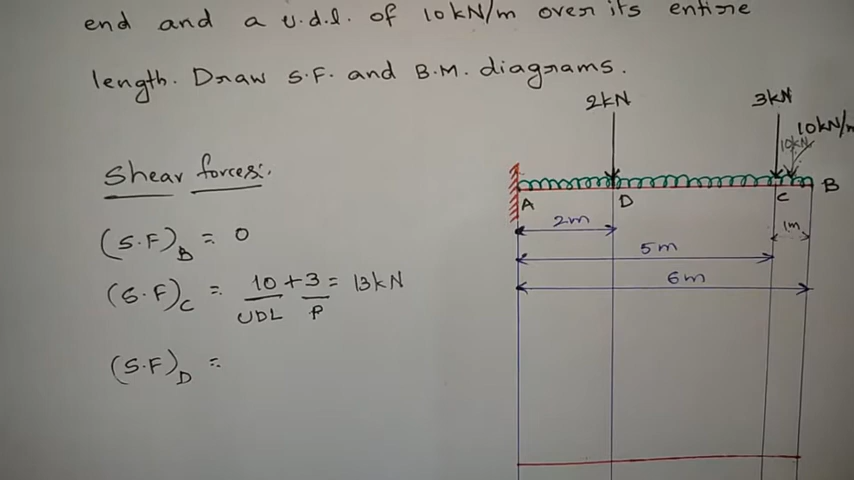 end and a u.d.l. of 10kN/m over its entire
length. Draw S.F. and B.M. diagrams.
2kN
3kN
10kN/m
10kN
Shear forces:
A
D
C
B
(S.F)B = 0
2m
1m
5m
(S.F)C = 10 + 3 = 13kN
6m
UDL P
(S.F)D =